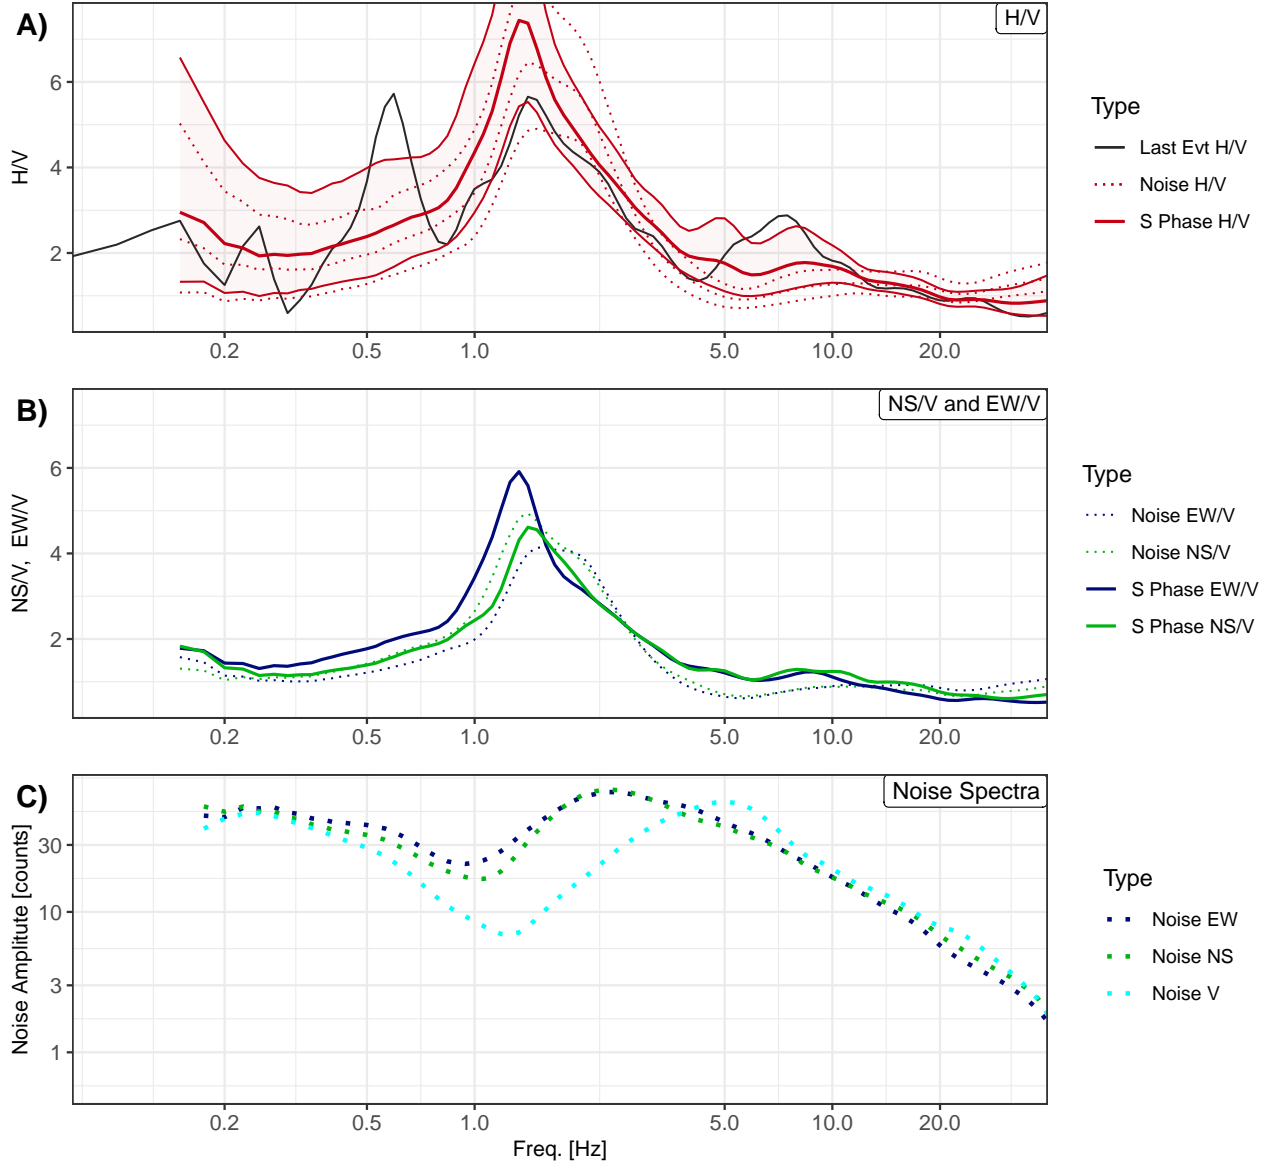 A)
H/V
6
4
2
H/V
0.2 0.5 1.0 5.0 10.0 20.0
Type
Last Evt H/V
Noise H/V
S Phase H/V
B)
NS/V and EW/V
6
4
2
NS/V, EW/V
0.2 0.5 1.0 5.0 10.0 20.0
Type
Noise EW/V
Noise NS/V
S Phase EW/V
S Phase NS/V
C)
Noise Spectra
30
10
3
1
Noise Amplitute [counts]
0.2 0.5 1.0 5.0 10.0 20.0
Freq. [Hz]
Type
Noise EW
Noise NS
Noise V